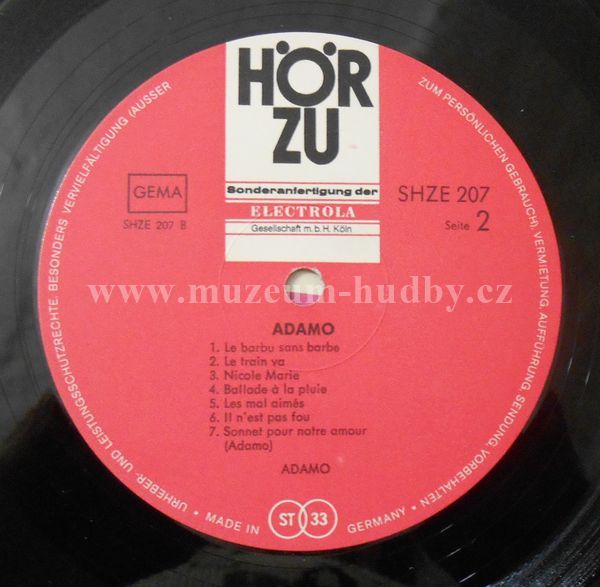 HÖR
ZU
Sonderanfertigung der
ELECTROLA
Gesellschaft m.b.H. Köln
GEMA
SHZE 207 B
SHZE 207
Seite 2
www.muzeum-hudby.cz
ADAMO
1. Le barbu sans barbe
2. Le train va
3. Nicole Marie
4. Ballade à la pluie
5. Les mal aimés
6. Il n'est pas fou
7. Sonnet pour notre amour
(Adamo)
ADAMO
URHEBER- UND LEISTUNGSSCHUTZRECHTE, BESONDERS VERVIELFÄLTIGUNG (AUSSER
ZUM PERSÖNLICHEN GEBRAUCH), VERMIETUNG, AUFFÜHRUNG, SENDUNG, VORBEHALTEN
• MADE IN ST 33 GERMANY •